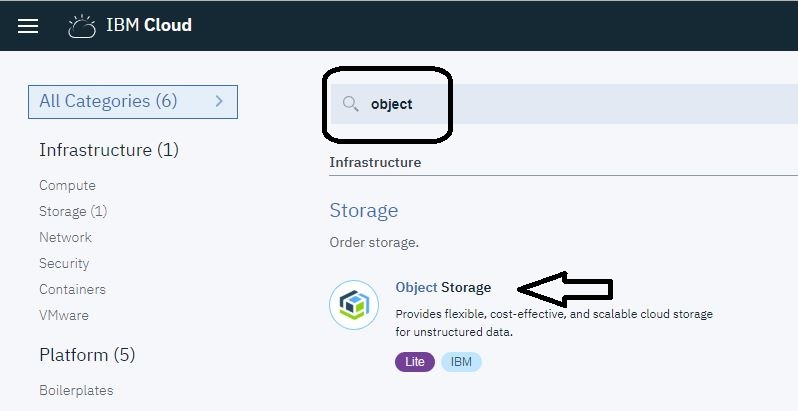 IBM Cloud
All Categories (6)
Infrastructure (1)
Compute
Storage (1)
Network
Security
Containers
VMware
Platform (5)
Boilerplates
object
Infrastructure
Storage
Order storage.
Object Storage
Provides flexible, cost-effective, and scalable cloud storage
for unstructured data.
Lite IBM